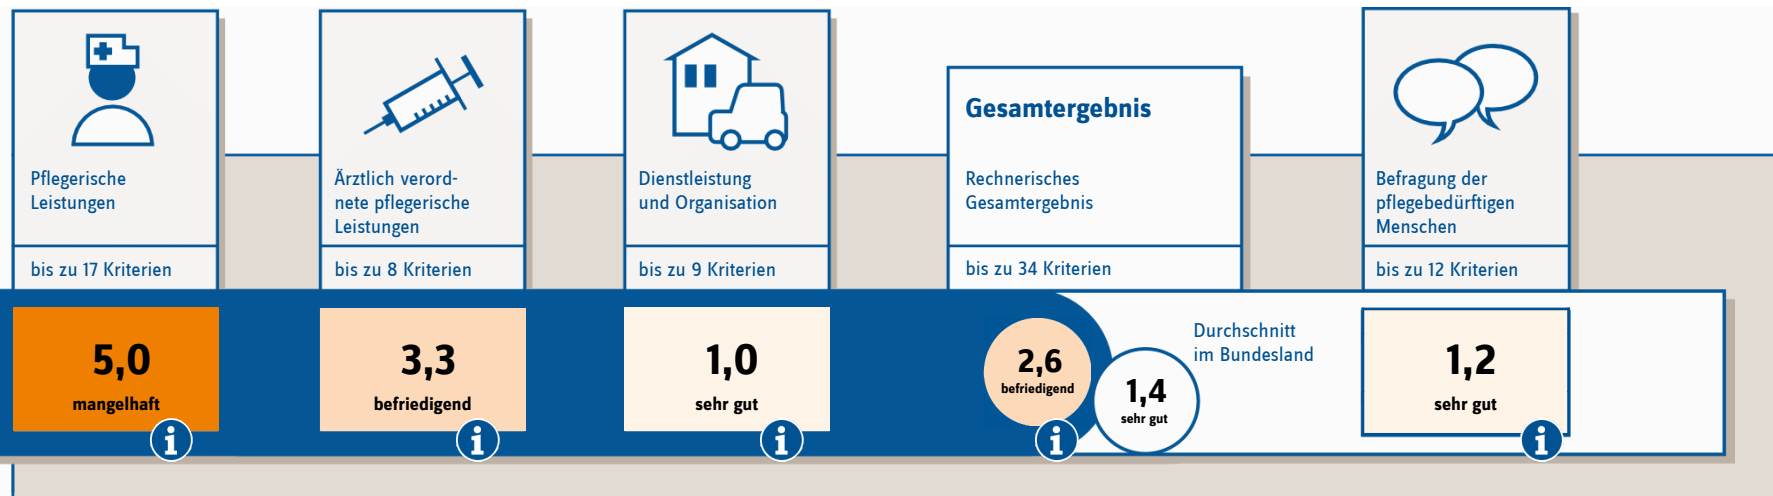 Pflegerische
Leistungen
bis zu 17 Kriterien
5,0
mangelhaft
i
Ärztlich verord-
nete pflegerische
Leistungen
bis zu 8 Kriterien
3,3
befriedigend
i
Dienstleistung
und Organisation
bis zu 9 Kriterien
1,0
sehr gut
i
Gesamtergebnis
Rechnerisches
Gesamtergebnis
bis zu 34 Kriterien
2,6
befriedigend
i
Durchschnitt
im Bundesland
1,4
sehr gut
Befragung der
pflegebedürftigen
Menschen
bis zu 12 Kriterien
1,2
sehr gut
i